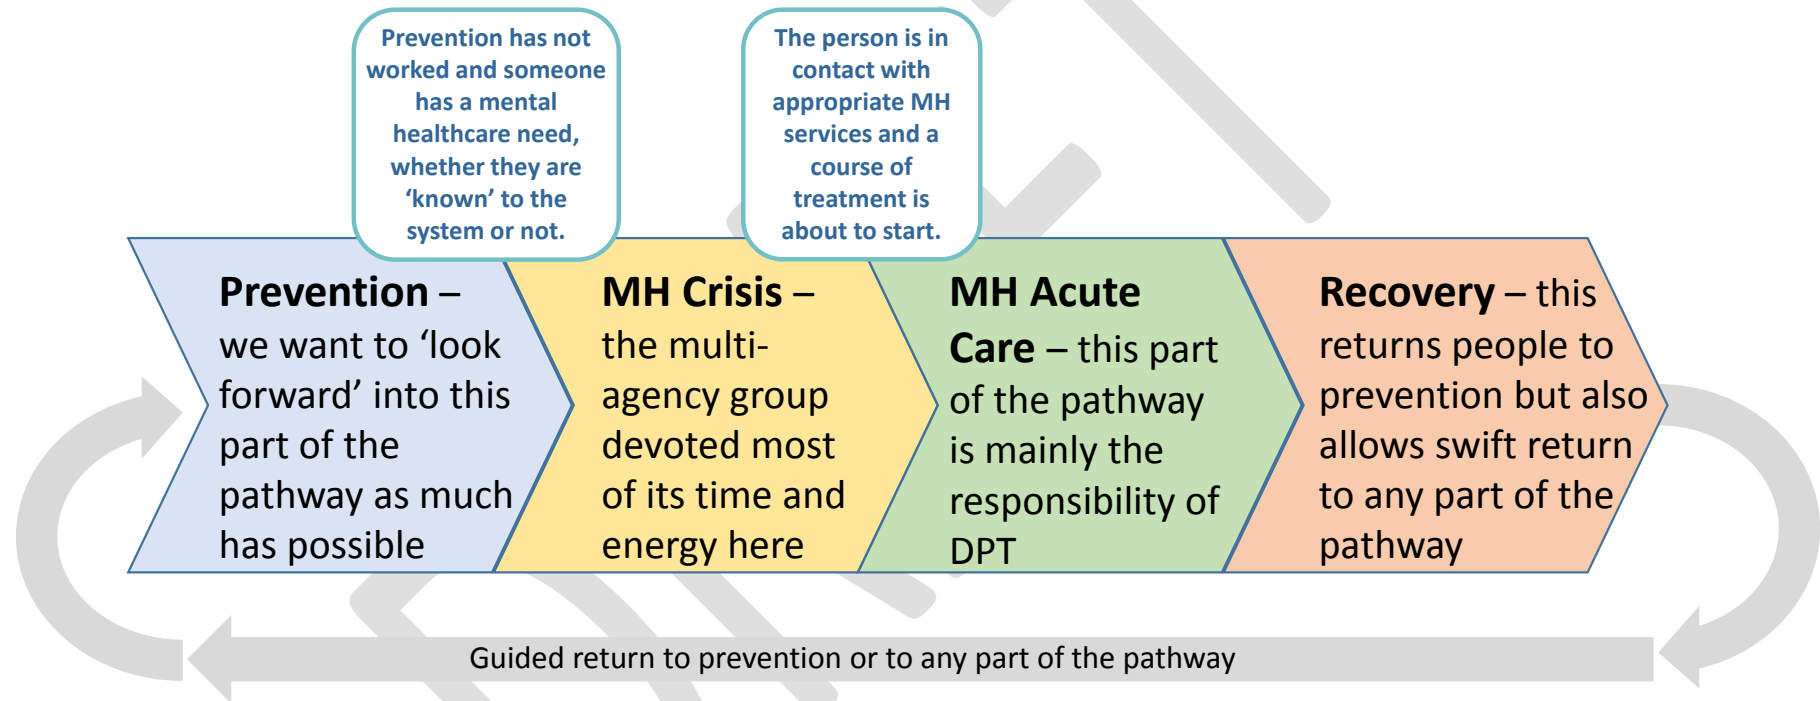 Prevention has not
worked and someone
has a mental
healthcare need,
whether they are
‘known’ to the
system or not.
The person is in
contact with
appropriate MH
services and a
course of
treatment is
about to start.
Prevention –
we want to ‘look
forward’ into this
part of the
pathway as much
has possible
MH Crisis –
the multi-
agency group
devoted most
of its time and
energy here
MH Acute
Care – this part
of the pathway
is mainly the
responsibility of
DPT
Recovery – this
returns people to
prevention but also
allows swift return
to any part of the
pathway
Guided return to prevention or to any part of the pathway